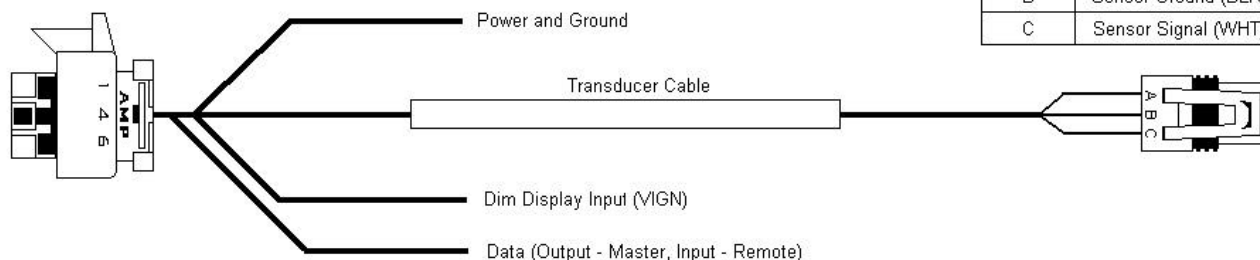 Power and Ground
Sensor Ground
C Sensor Signal (WHT
Transducer Cable
1
4
6
AMP
A
B
C
Dim Display Input (VIGN)
Data (Output - Master, Input - Remote)